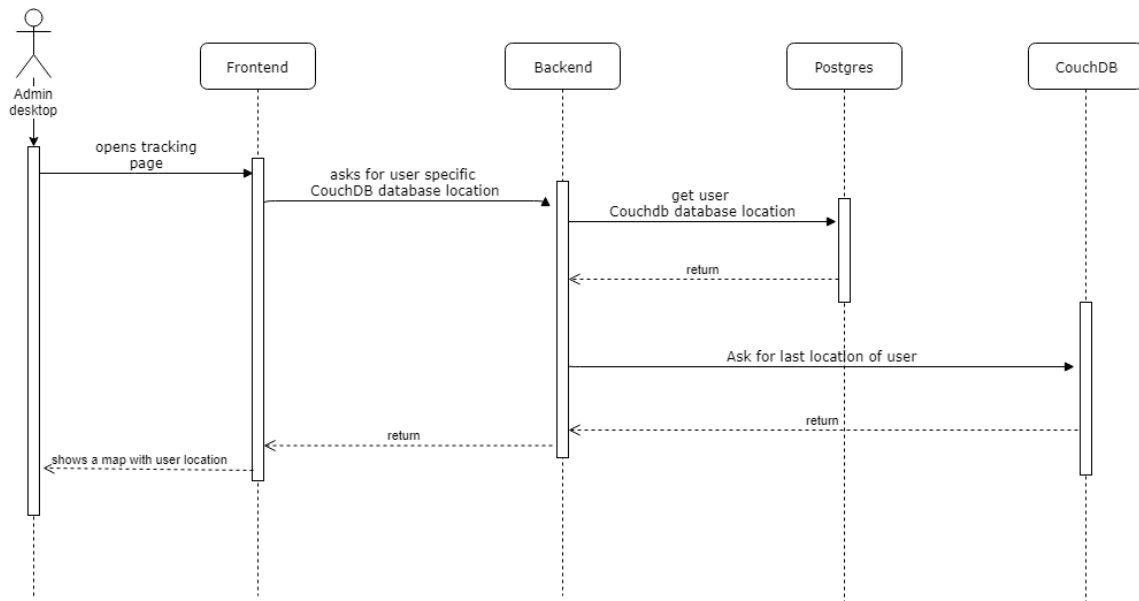 Admin
desktop
Frontend
Backend
Postgres
CouchDB
opens tracking
page
asks for user specific
CouchDB database location
get user
Couchdb database location
return
Ask for last location of user
return
return
shows a map with user location